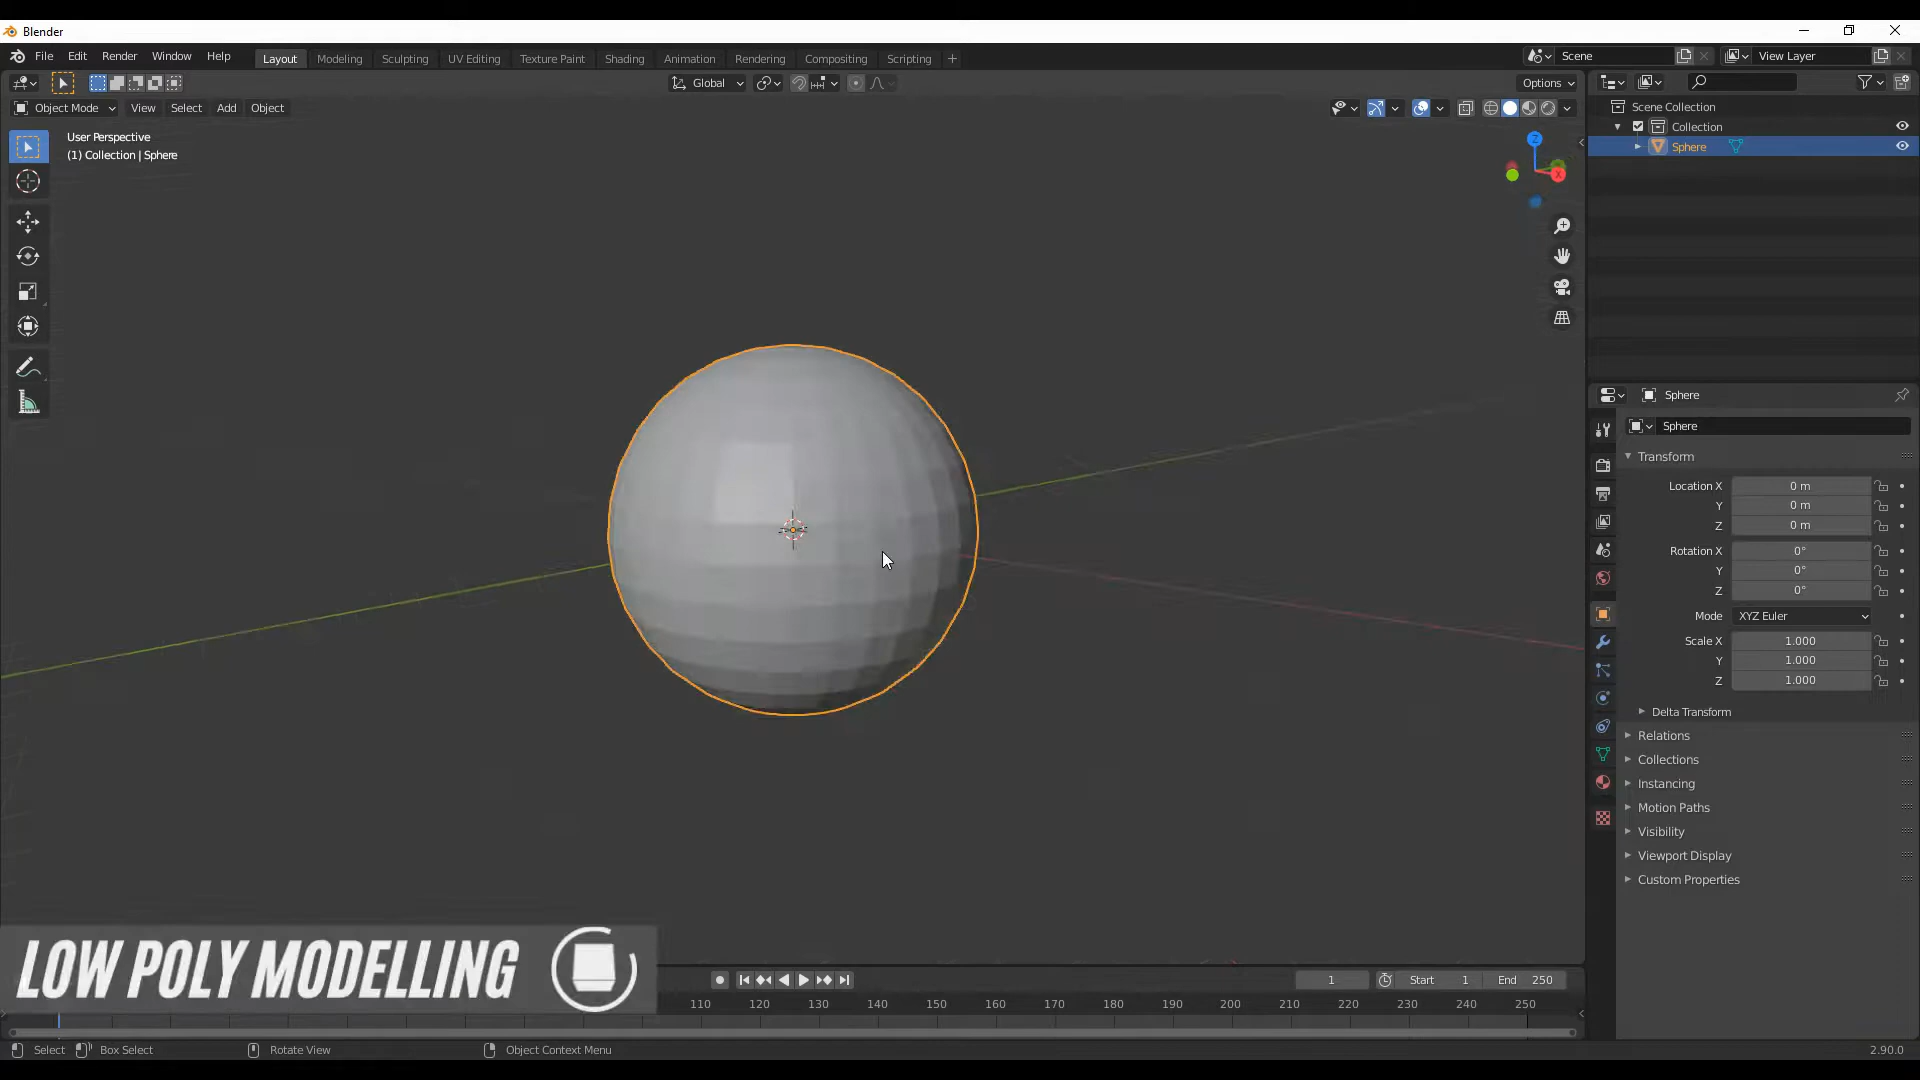 Blender
File Edit Render Window Help Layout Modeling Sculpting UV Editing Texture Paint Shading Animation Rendering Compositing Scripting + Scene View Layer
Global Options
Object Mode View Select Add Object
User Perspective
(1) Collection | Sphere
Z
X
Scene Collection
Collection
Sphere
Sphere
Sphere
Transform
Location X 0 m
Y 0 m
Z 0 m
Rotation X 0°
Y 0°
Z 0°
Mode XYZ Euler
Scale X 1.000
Y 1.000
Z 1.000
Delta Transform
Relations
Collections
Instancing
Motion Paths
Visibility
Viewport Display
Custom Properties
LOW POLY MODELLING
1 Start 1 End 250
110 120 130 140 150 160 170 180 190 200 210 220 230 240 250
Select Box Select Rotate View Object Context Menu 2.90.0